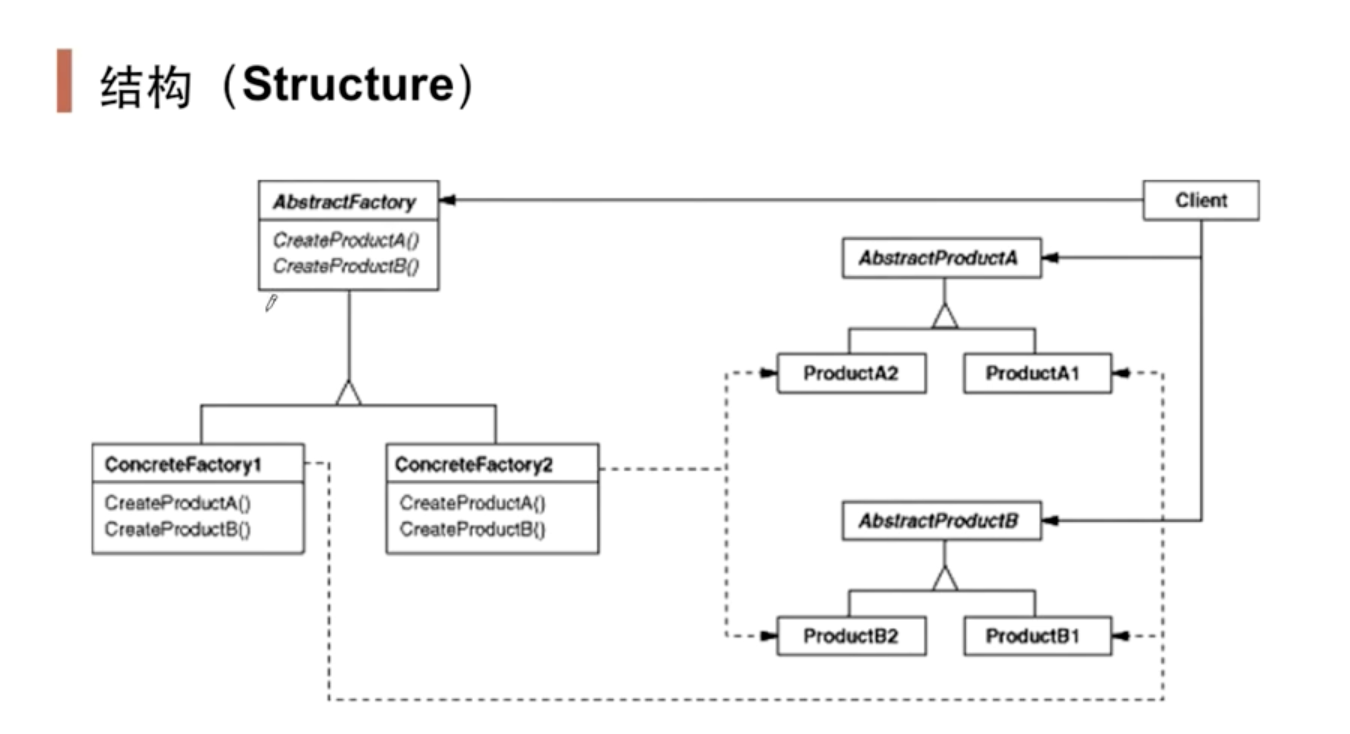 结构（Structure）
AbstractFactory
CreateProductA()
CreateProductB()
Client
AbstractProductA
ProductA2
ProductA1
ConcreteFactory1
CreateProductA()
CreateProductB()
ConcreteFactory2
CreateProductA()
CreateProductB()
AbstractProductB
ProductB2
ProductB1